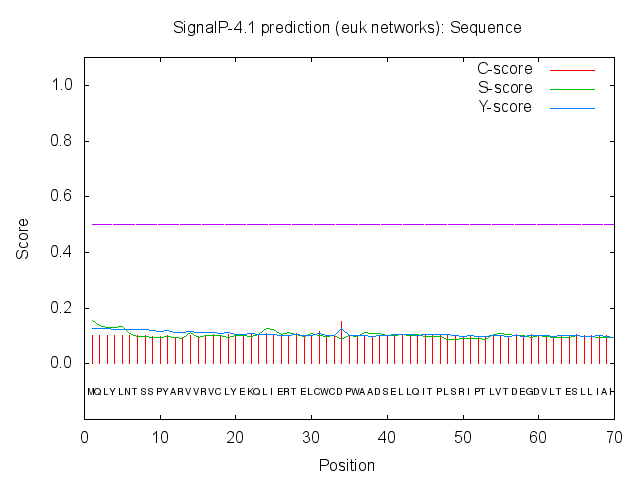 SignalP-4.1 prediction (euk networks): Sequence
C-score
S-score
Y-score
1.0
0.8
0.6
0.4
0.2
0.0
Score
MQLYLNTSSPYARVVRVCLYEKQLIERTELCWCDPWAADSELLQITPLSRIPTLVTDEGDVLTESLLIAH
0 10 20 30 40 50 60 70
Position